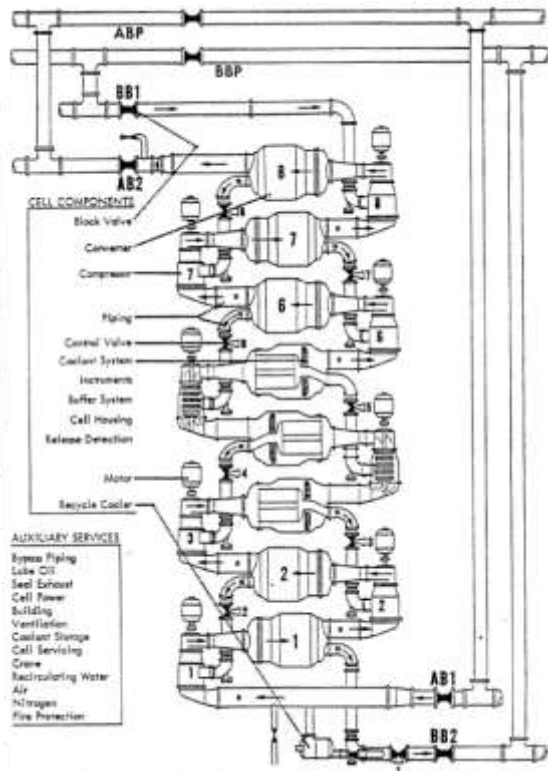 ABP
BBP
BB1
AB2
CELL COMPONENTS
Block Valve
Converter
Compressor
Piping
Control Valve
Coolant System
Instruments
Buffer System
Cell Housing
Release Detection
Motor
Recycle Cooler
8
8
7
7
6
6
3
2
2
1
1
AUXILIARY SERVICES
Bypass Piping
Lube Oil
Seal Exhaust
Cell Power
Building
Ventilation
Coolant Storage
Cell Servicing
Crane
Recirculating Water
Air
Nitrogen
Fire Protection
AB1
BB2